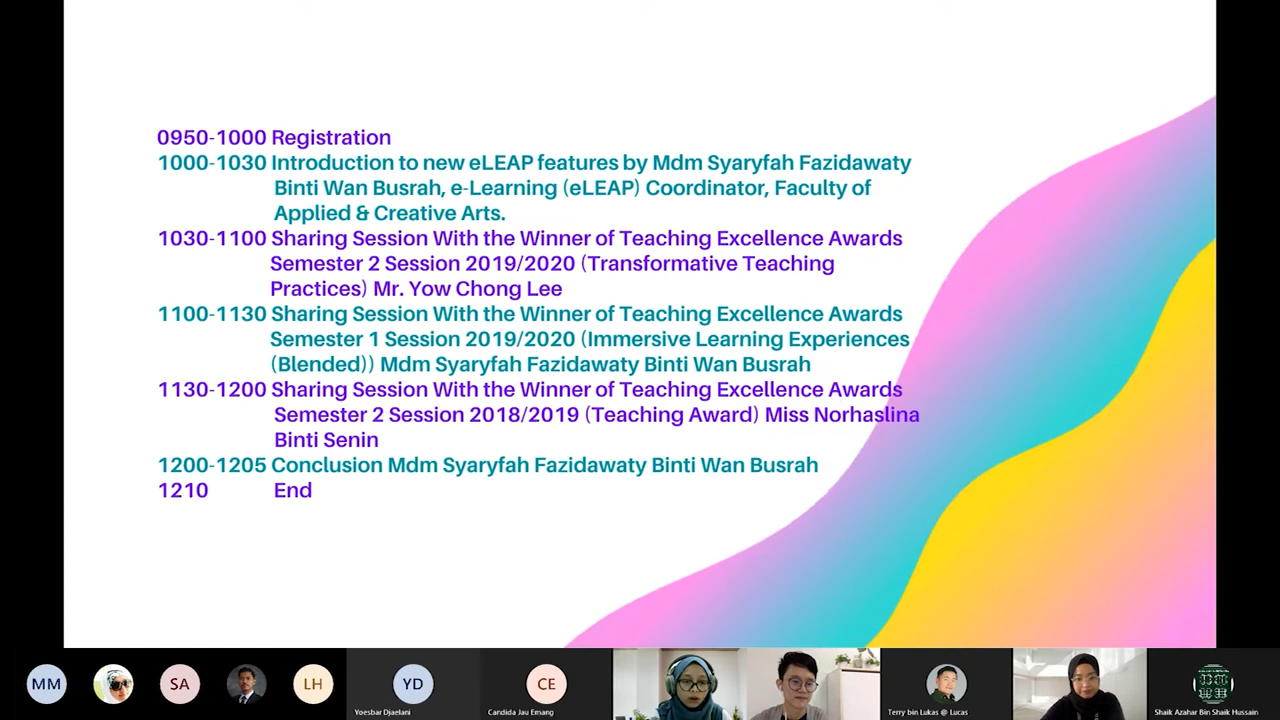 0950-1000 Registration
1000-1030 Introduction to new eLEAP features by Mdm Syaryfah Fazidawaty
Binti Wan Busrah, e-Learning (eLEAP) Coordinator, Faculty of
Applied & Creative Arts.
1030-1100 Sharing Session With the Winner of Teaching Excellence Awards
Semester 2 Session 2019/2020 (Transformative Teaching
Practices) Mr. Yow Chong Lee
1100-1130 Sharing Session With the Winner of Teaching Excellence Awards
Semester 1 Session 2019/2020 (Immersive Learning Experiences
(Blended)) Mdm Syaryfah Fazidawaty Binti Wan Busrah
1130-1200 Sharing Session With the Winner of Teaching Excellence Awards
Semester 2 Session 2018/2019 (Teaching Award) Miss Norhaslina
Binti Senin
1200-1205 Conclusion Mdm Syaryfah Fazidawaty Binti Wan Busrah
1210 End
MM SA LH YD CE
Yoesbar Djaelani Candida Jau Emang Terry bin Lukas @ Lucas Shaik Azahar Bin Shaik Hussain